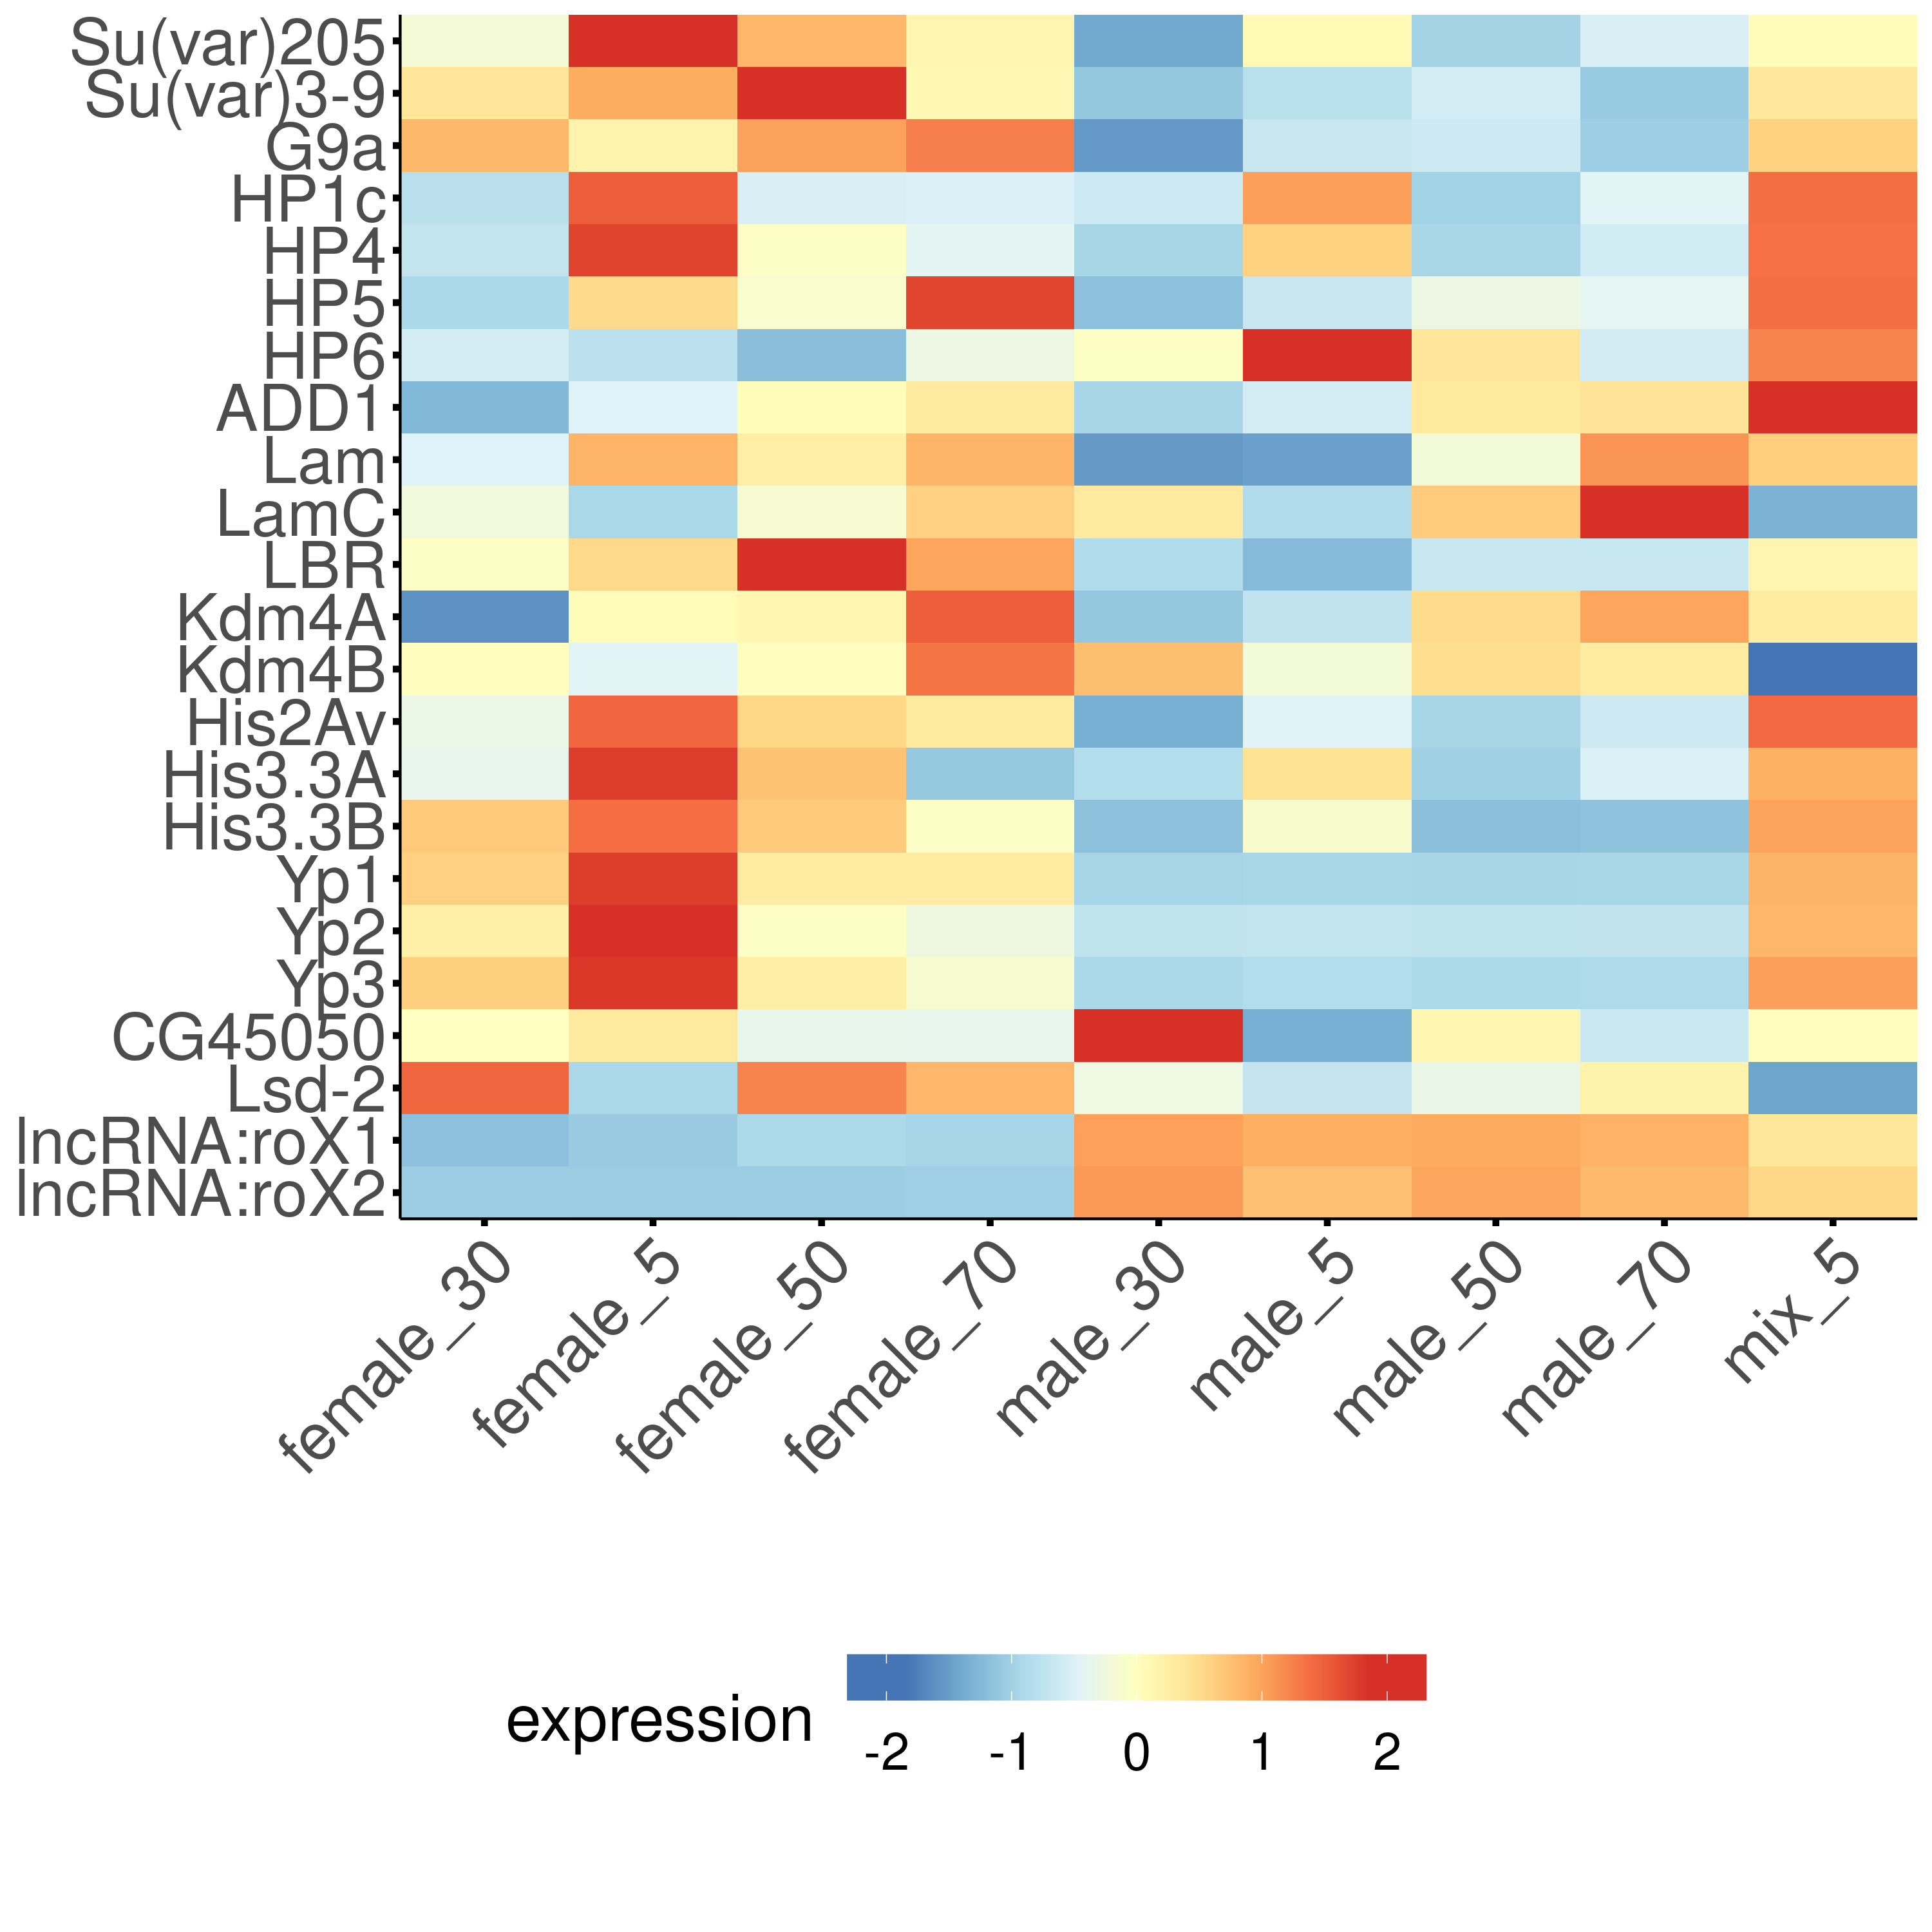 Su(var)205
Su(var)3-9
G9a
HP1c
HP4
HP5
HP6
ADD1
Lam
LamC
LBR
Kdm4A
Kdm4B
His2Av
His3.3A
His3.3B
Yp1
Yp2
Yp3
CG45050
Lsd-2
lncRNA:roX1
lncRNA:roX2
female_30
female_5
female_50
female_70
male_30
male_5
male_50
male_70
mix_5
expression
-2 -1 0 1 2